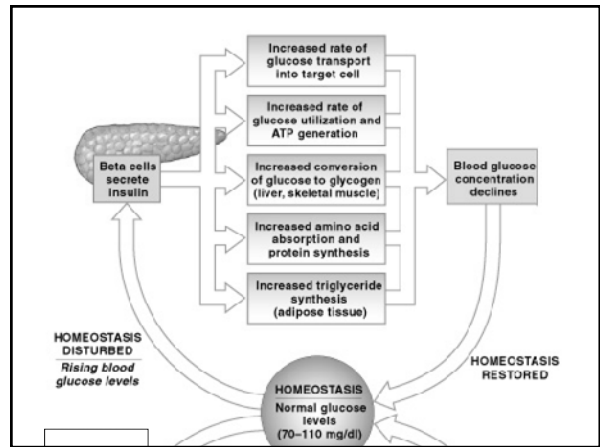 Increased rate of
glucose transport
into target cell
Increased rate of
glucose utilization and
ATP generation
Beta cells
secrete
insulin
Increased conversion
of glucose to glycogen
(liver, skeletal muscle)
Blood glucose
concentration
declines
Increased amino acid
absorption and
protein synthesis
Increased triglyceride
synthesis
(adipose tissue)
HOMEOSTASIS
DISTURBED
Rising blood
glucose levels
HOMEOSTASIS
RESTORED
HOMEOSTASIS
Normal glucose
levels
(70–110 mg/dl)